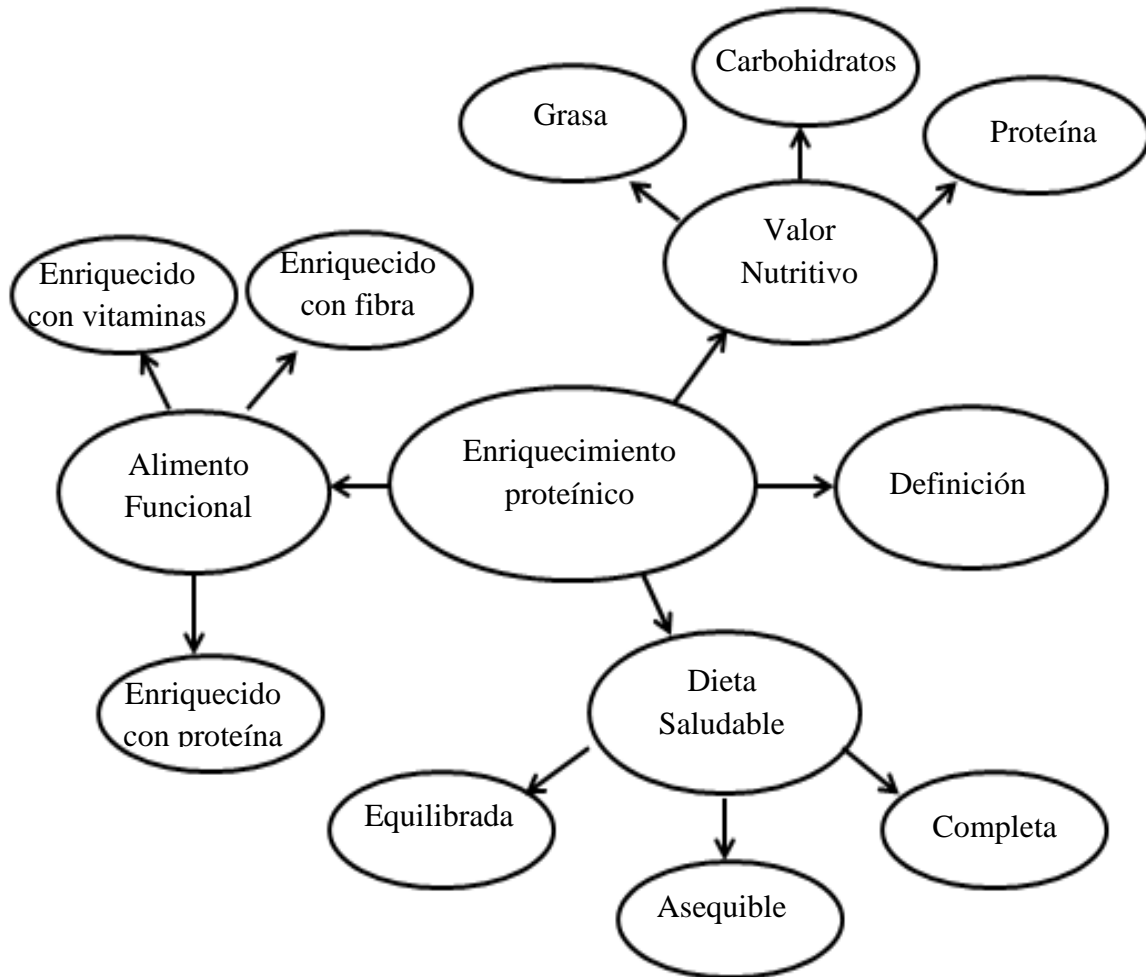 Carbohidratos
Grasa
Proteína
Valor
Nutritivo
Enriquecido
con vitaminas
Enriquecido
con fibra
Alimento
Funcional
Enriquecimiento
proteínico
Definición
Enriquecido
con proteína
Dieta
Saludable
Equilibrada
Asequible
Completa